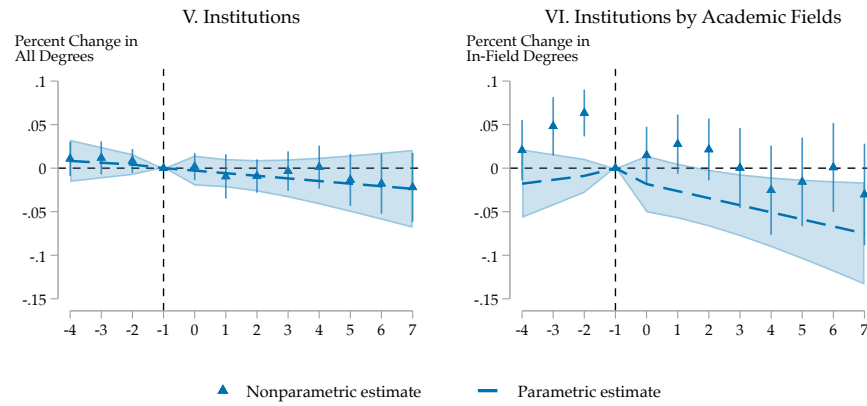 V. Institutions
Percent Change in
All Degrees
.1
.05
0
-.05
-.1
-.15
-4 -3 -2 -1 0 1 2 3 4 5 6 7
VI. Institutions by Academic Fields
Percent Change in
In-Field Degrees
.1
.05
0
-.05
-.1
-.15
-4 -3 -2 -1 0 1 2 3 4 5 6 7
Nonparametric estimate Parametric estimate